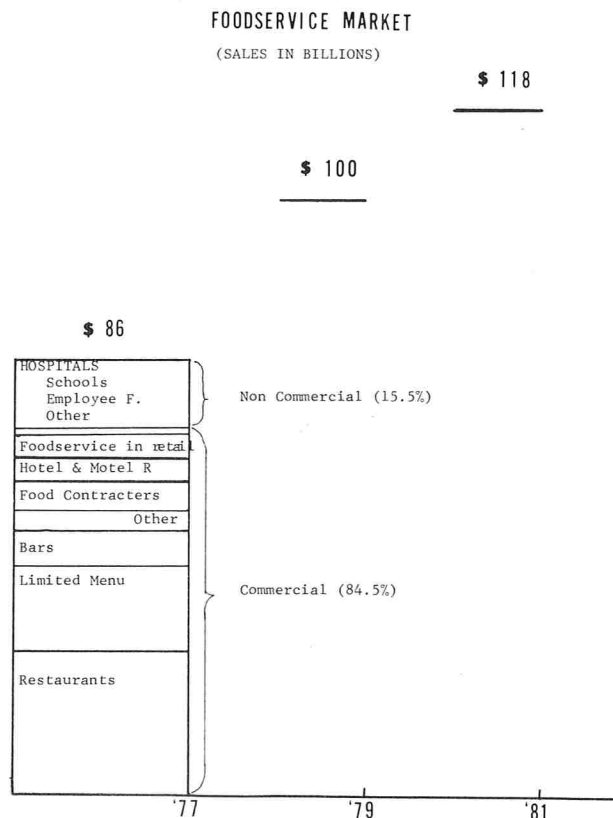 FOODSERVICE MARKET
(SALES IN BILLIONS)
$ 118
$ 100
$ 86
HOSPITALS
Schools
Employee F.
Other
Non Commercial (15.5%)
Foodservice in retail
Hotel & Motel R
Food Contracters
Other
Bars
Limited Menu
Commercial (84.5%)
Restaurants
'77 '79 '81